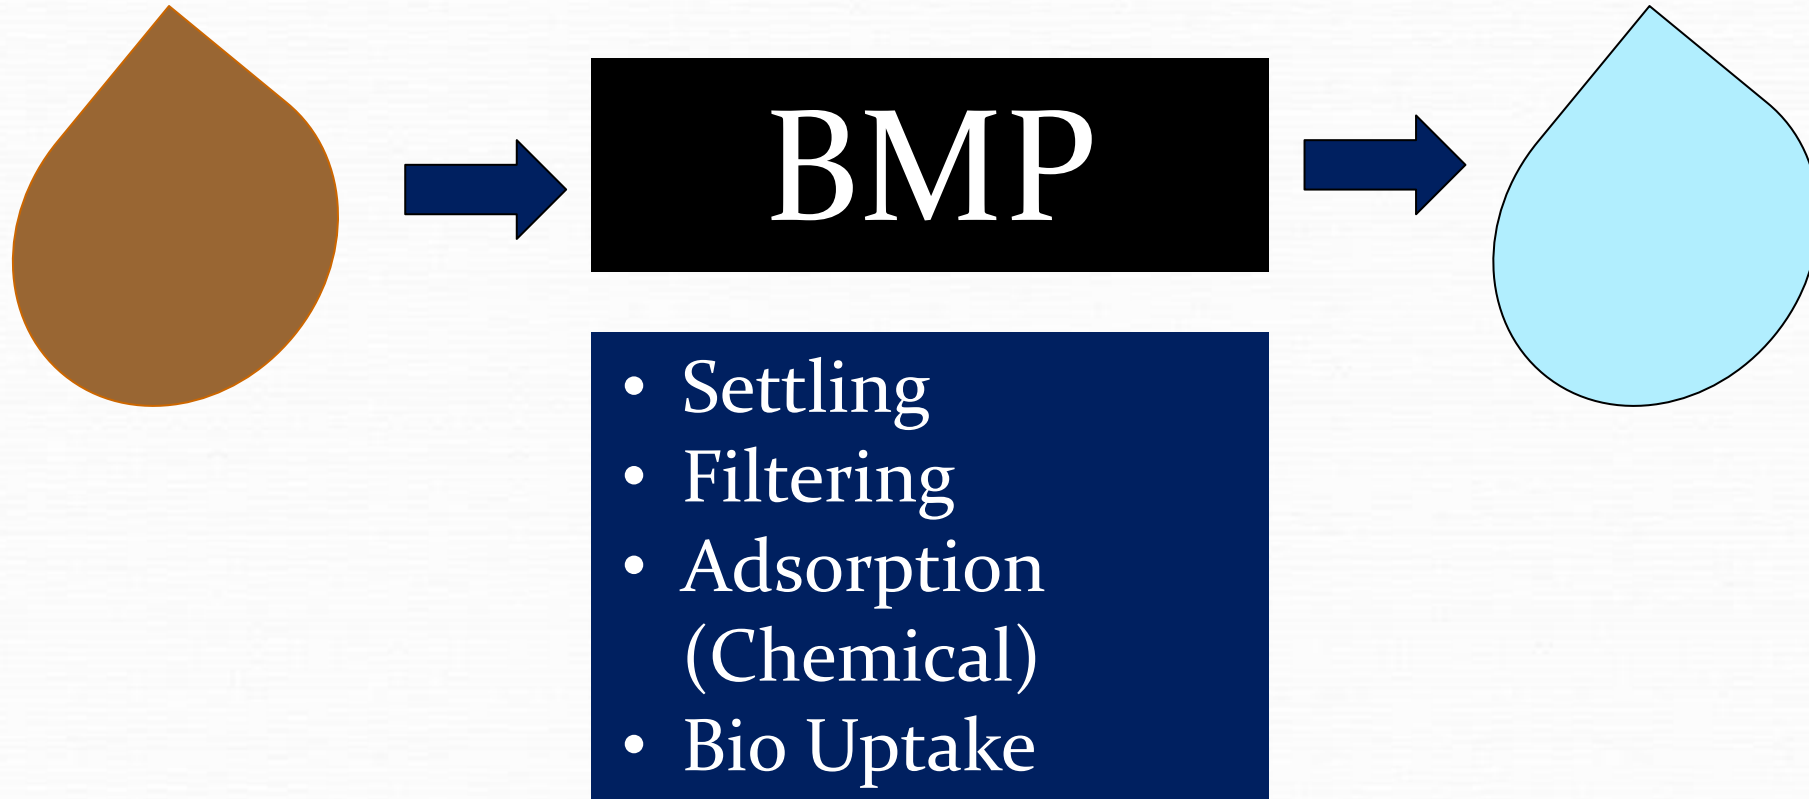 BMP
• Settling
• Filtering
• Adsorption
(Chemical)
• Bio Uptake